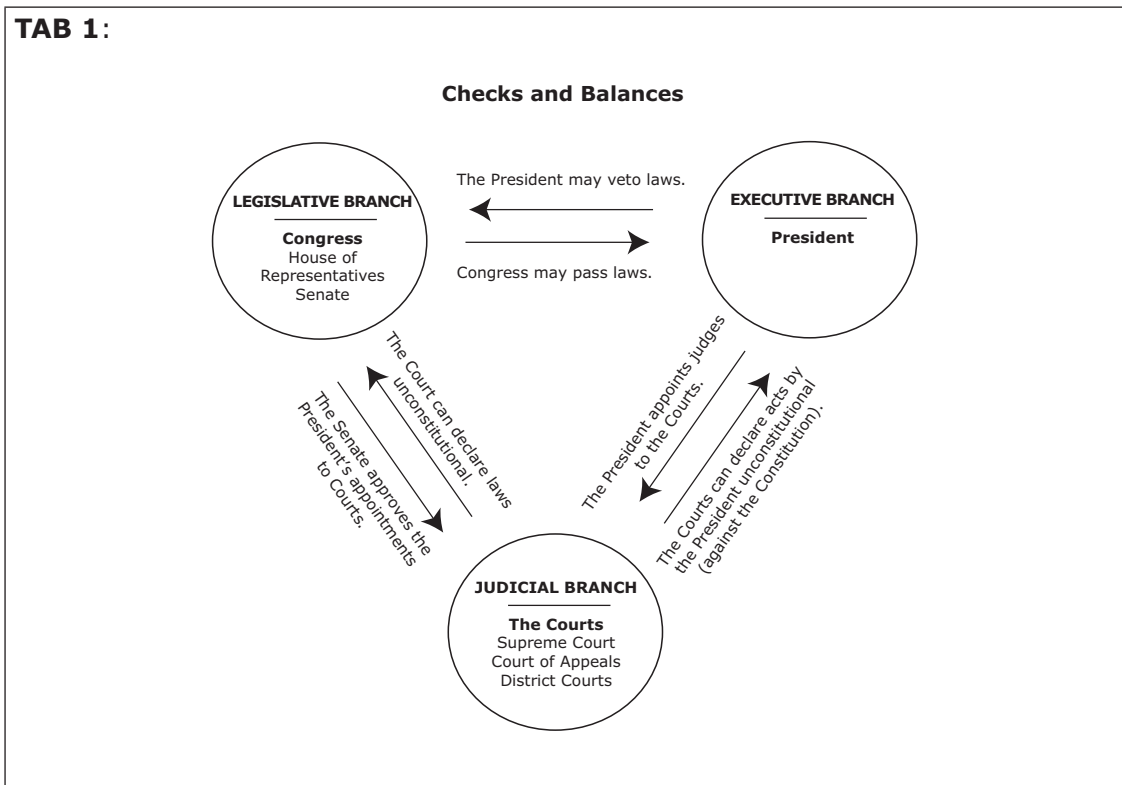 TAB 1:
Checks and Balances
The President may veto laws.
LEGISLATIVE BRANCH
Congress
House of
Representatives
Senate
EXECUTIVE BRANCH
President
Congress may pass laws.
The Court can declare laws
unconstitutional.
The Senate approves the
President's appointments
to Courts.
The President appoints judges
to the Courts.
The Courts can declare acts by
the President unconstitutional
(against the Constitution).
JUDICIAL BRANCH
The Courts
Supreme Court
Court of Appeals
District Courts